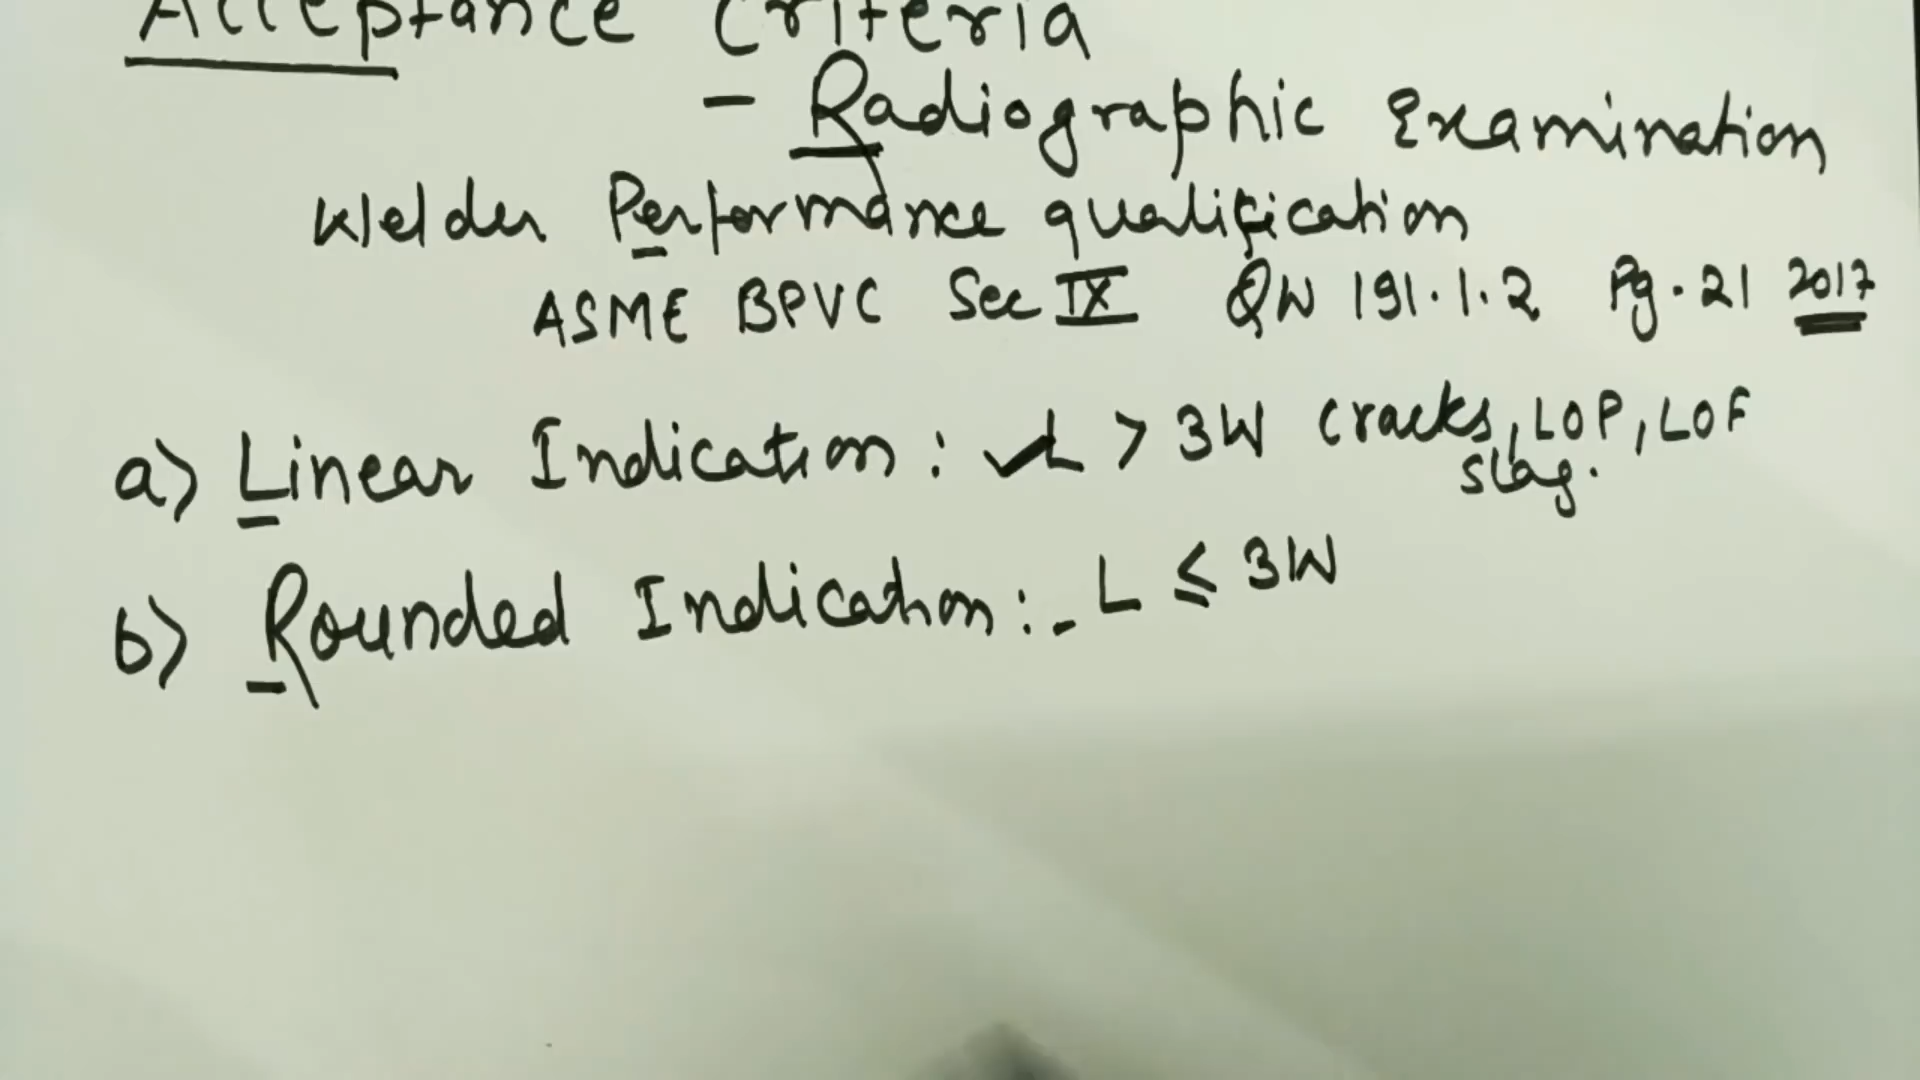 Acceptance Criteria
- Radiographic Examination
Welder Performance qualification
ASME BPVC Sec IX QW 191.1.2 Pg.21 2017
a) Linear Indication : L > 3W cracks, LOP, LOF
slag.
b) Rounded Indication :- L ≤ 3W